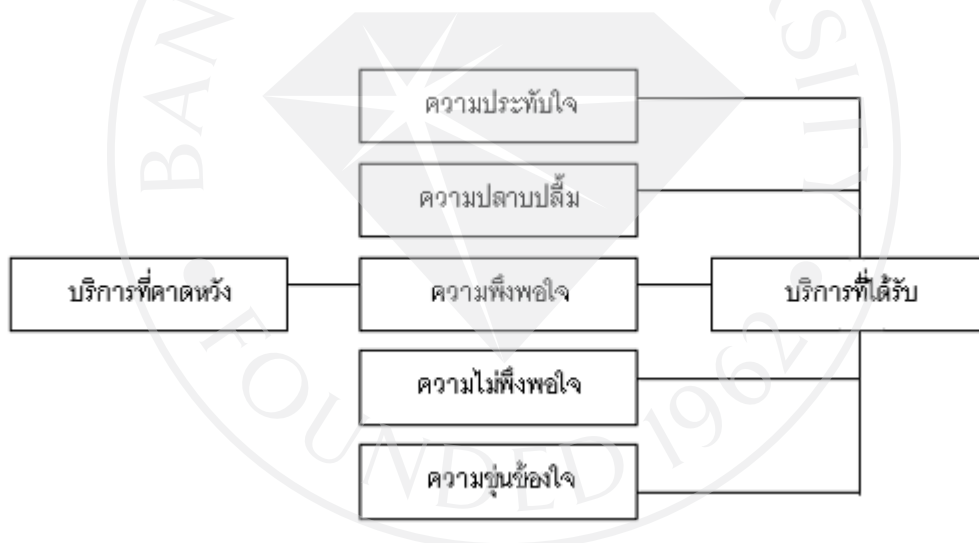 ความประทับใจ
ความปลาบปลื้ม
บริการที่คาดหวัง ความพึงพอใจ บริการที่ได้รับ
ความไม่พึงพอใจ
ความขุ่นข้องใจ
FOUNDED 1962